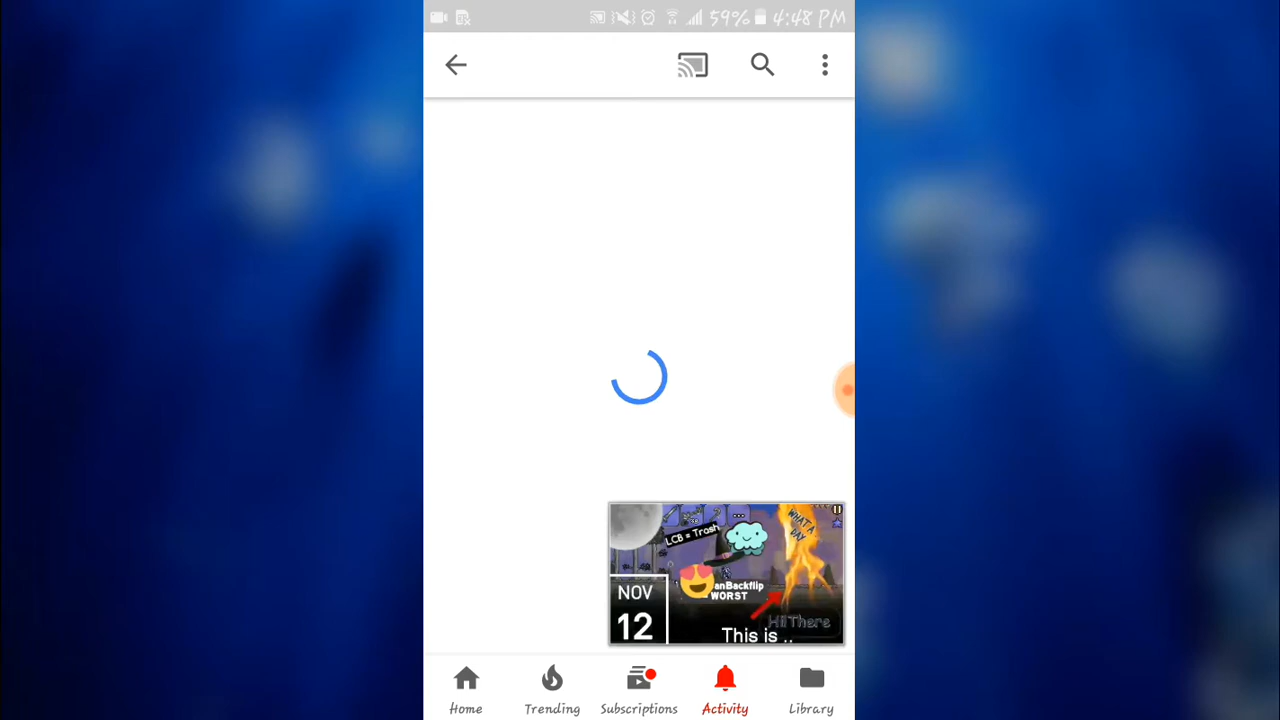 59% 4:48 PM
LCB = Trash
WHAT A
DAY
anBackflip
WORST
NOV
12
Hi There
This is ..
Home
Trending
Subscriptions
Activity
Library